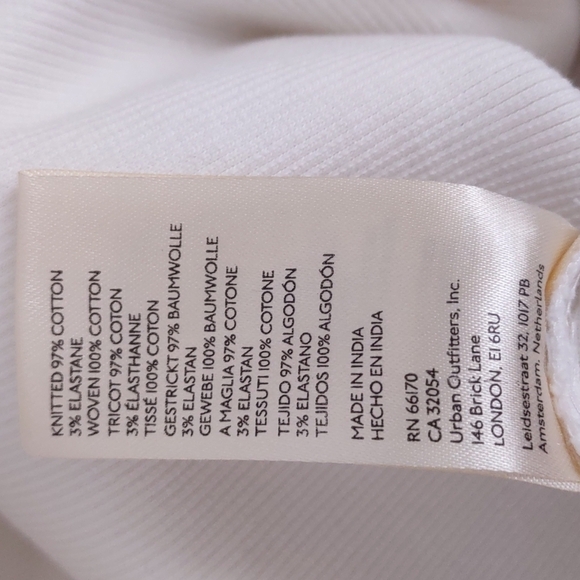 KNITTED 97% COTTON
3% ELASTANE
WOVEN 100% COTTON
TRICOT 97% COTON
3% ÉLASTHANNE
TISSÉ 100% COTON
GESTRICKT 97% BAUMWOLLE
3% ELASTAN
GEWEBE 100% BAUMWOLLE
A MAGLIA 97% COTONE
3% ELASTAN
TESSUTI 100% COTONE
TEJIDO 97% ALGODÓN
3% ELASTANO
TEJIDOS 100% ALGODÓN
MADE IN INDIA
HECHO EN INDIA
RN 66170
CA 32054
Urban Outfitters, Inc.
146 Brick Lane
LONDON, E1 6RU
Leidsestraat 32, 1017 PB
Amsterdam, Netherlands